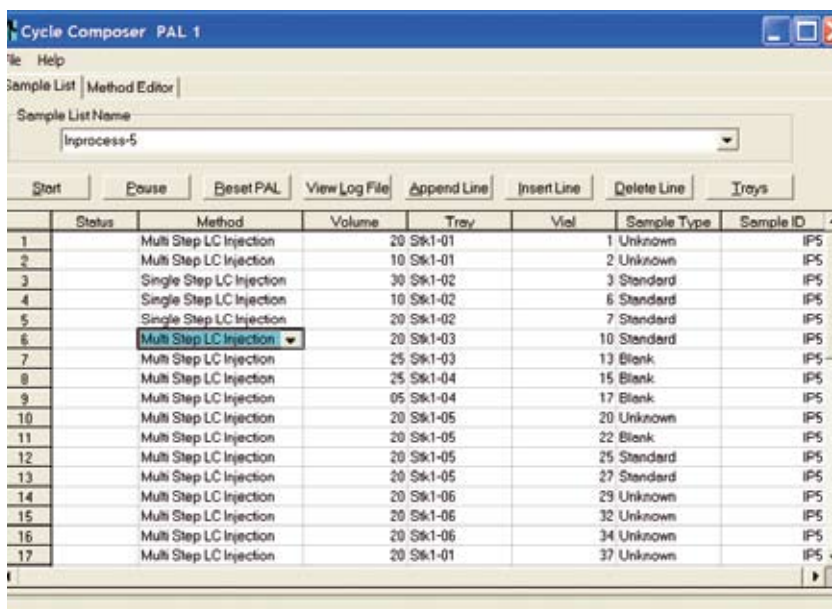 Cycle Composer PAL 1
File Help
Sample List Method Editor
Sample List Name
Inprocess-5
Start Pause Reset PAL View Log File Append Line Insert Line Delete Line Trays
Status Method Volume Tray Vial Sample Type Sample ID
1 Multi Step LC Injection 20 Stk1-01 1 Unknown IP5
2 Multi Step LC Injection 10 Stk1-01 2 Unknown IP5
3 Single Step LC Injection 30 Stk1-02 3 Standard IP5
4 Single Step LC Injection 10 Stk1-02 6 Standard IP5
5 Single Step LC Injection 20 Stk1-02 7 Standard IP5
6 Multi Step LC Injection 20 Stk1-03 10 Standard IP5
7 Multi Step LC Injection 25 Stk1-03 13 Blank IP5-
8 Multi Step LC Injection 25 Stk1-04 15 Blank IP5
9 Multi Step LC Injection 05 Stk1-04 17 Blank IP5
10 Multi Step LC Injection 20 Stk1-05 20 Unknown IP5
11 Multi Step LC Injection 20 Stk1-05 22 Blank IP5
12 Multi Step LC Injection 20 Stk1-05 25 Standard IP5
13 Multi Step LC Injection 20 Stk1-05 27 Standard IP5
14 Multi Step LC Injection 20 Stk1-06 29 Unknown IP5
15 Multi Step LC Injection 20 Stk1-06 32 Unknown IP5
16 Multi Step LC Injection 20 Stk1-06 34 Unknown IP5
17 Multi Step LC Injection 20 Stk1-01 37 Unknown IP5